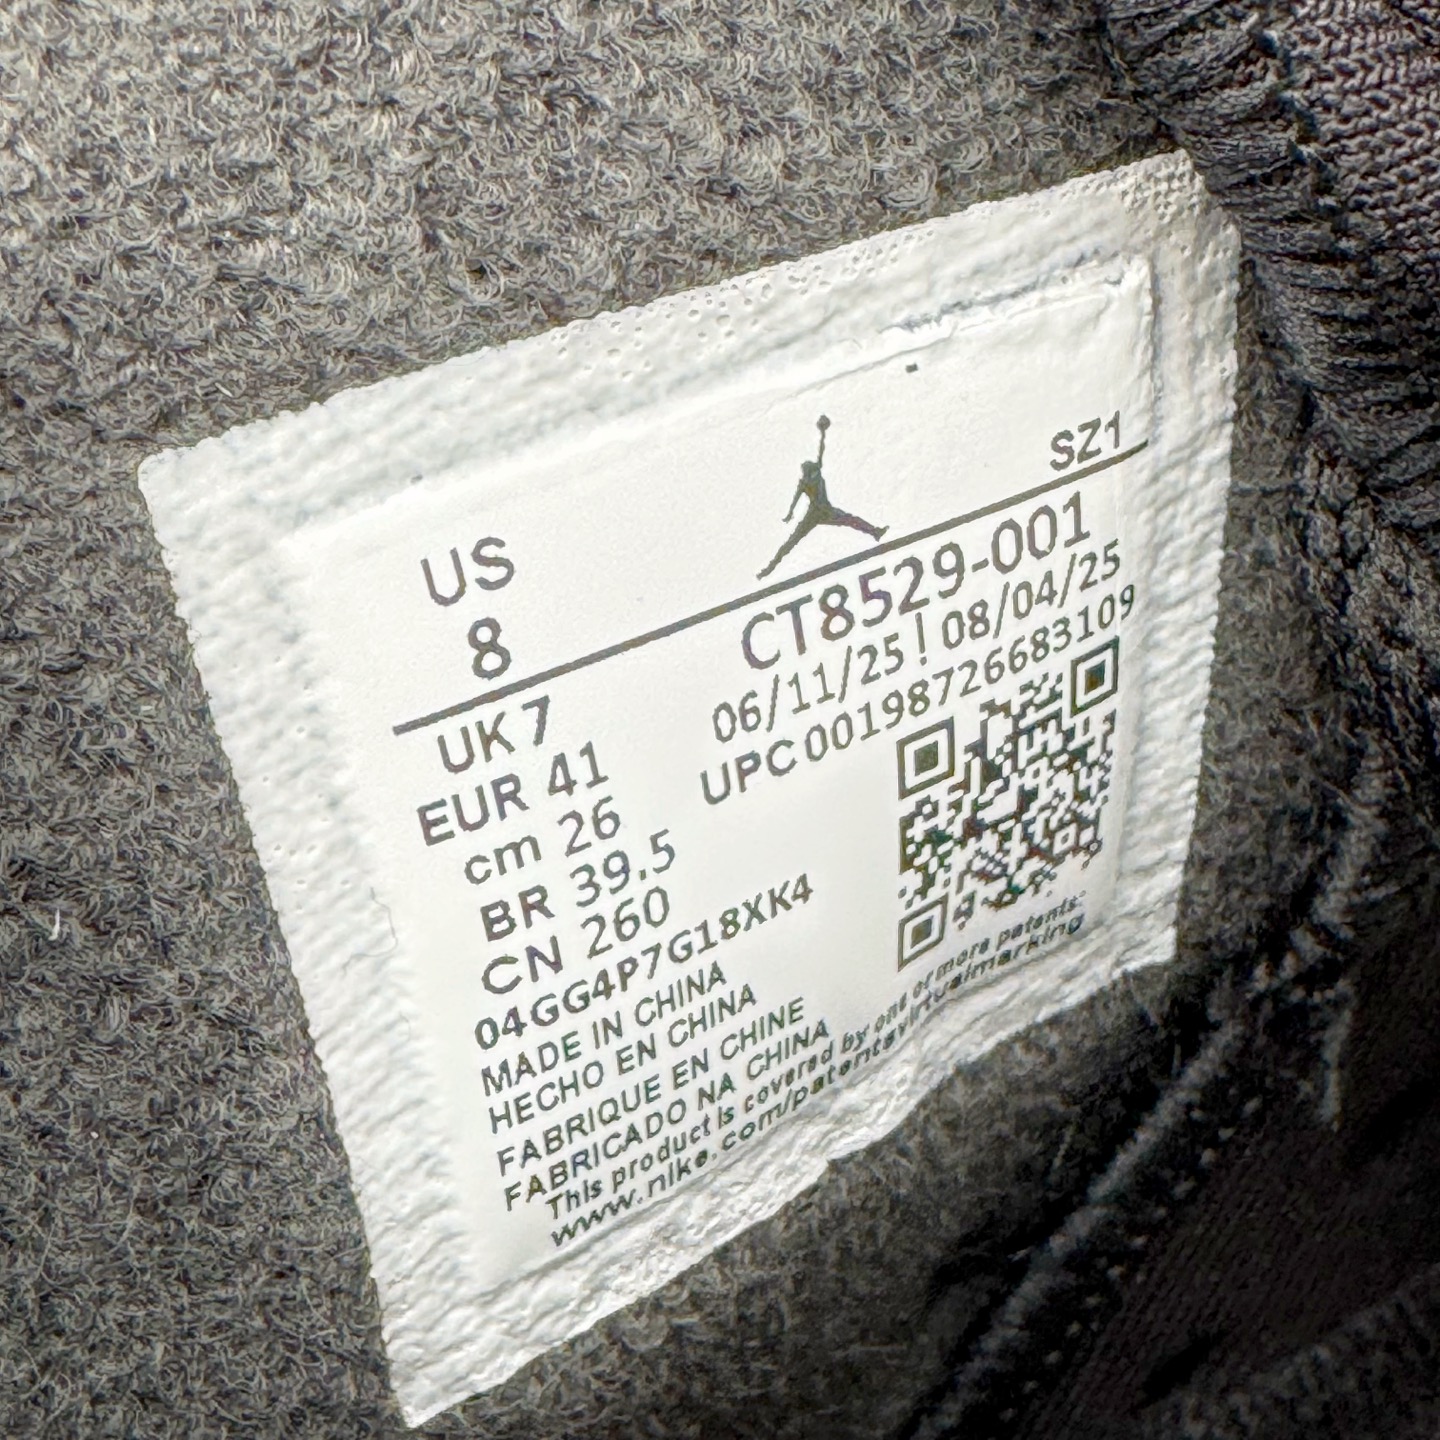 SZ1
US
8
CT8529-001
06/11/25 ! 08/04/25
UPC 00198726683109
UK 7
EUR 41
cm 26
BR 39.5
CN 260
04GG4P7G18XK4
MADE IN CHINA
HECHO EN CHINA
FABRIQUE EN CHINE
FABRICADO NA CHINA
This product is covered by one or more patents:
www.nike.com/patentsvirtualmarking